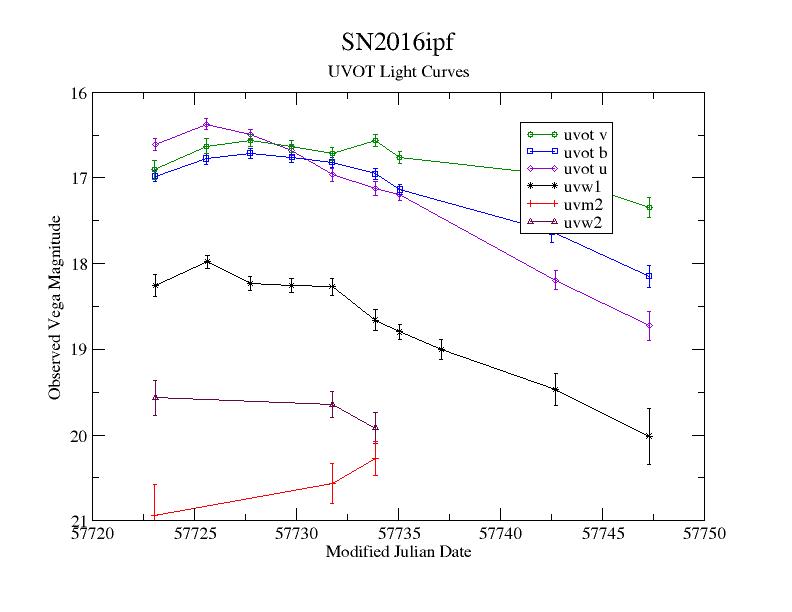 SN2016ipf
UVOT Light Curves
16
17
18
19
20
21
Observed Vega Magnitude
uvot v
uvot b
uvot u
uvw1
uvm2
uvw2
57720 57725 57730 57735 57740 57745 57750
Modified Julian Date